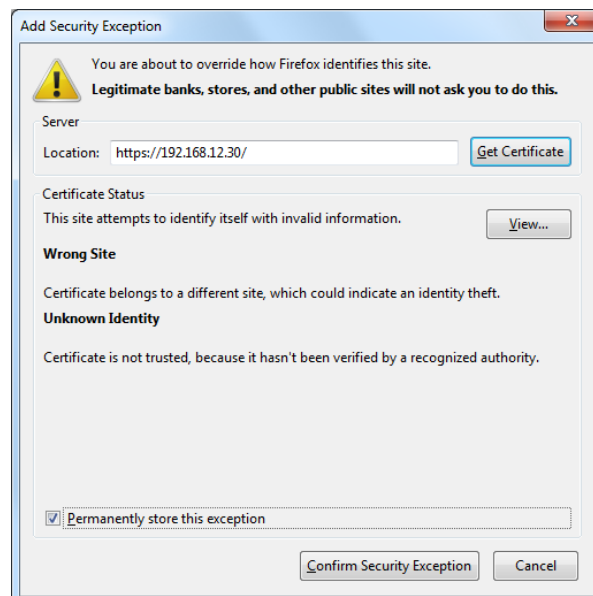 Add Security Exception
You are about to override how Firefox identifies this site.
Legitimate banks, stores, and other public sites will not ask you to do this.
Server
Location: https://192.168.12.30/ Get Certificate
Certificate Status
This site attempts to identify itself with invalid information.
View...
Wrong Site
Certificate belongs to a different site, which could indicate an identity theft.
Unknown Identity
Certificate is not trusted, because it hasn't been verified by a recognized authority.
Permanently store this exception
Confirm Security Exception Cancel